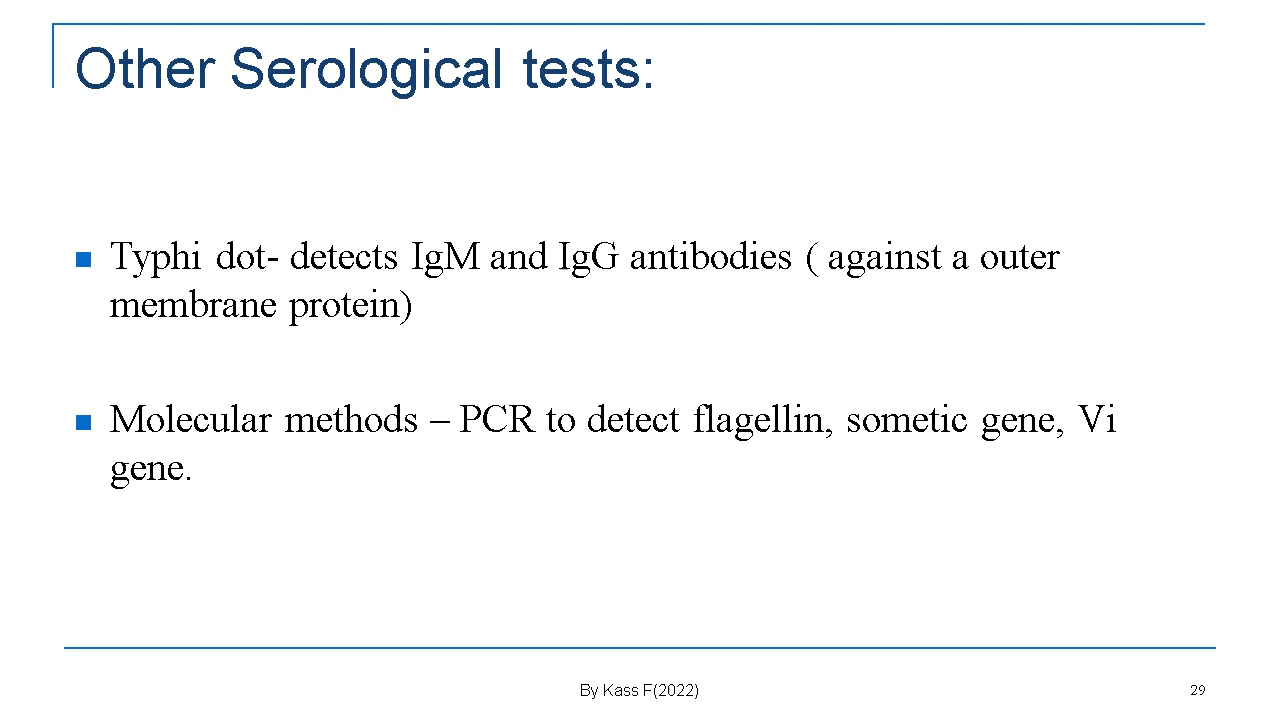 Other Serological tests:
Typhi dot- detects IgM and IgG antibodies ( against a outer
membrane protein)
Molecular methods – PCR to detect flagellin, sometic gene, Vi
gene.
By Kass F(2022)
29